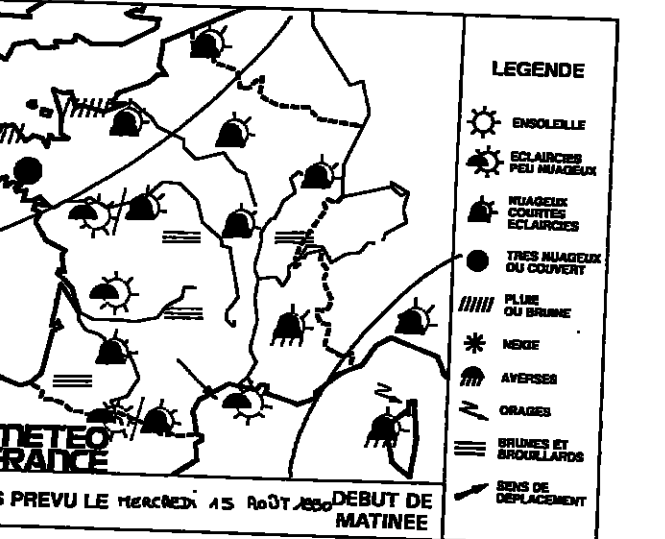 LEGENDE
ENSOLEILLE
ECLAIRCIES
PEU NUAGEUX
NUAGEUX
COURTES
ECLAIRCIES
TRES NUAGEUX
OU COUVERT
PLUIE
OU BRUINE
NEIGE
AVERSES
ORAGES
BRUMES ET
BROUILLARDS
SENS DE
DEPLACEMENT
METEO
FRANCE
S PREVU LE MERCREDI 15 AOÛT 1990 DEBUT DE
MATINEE